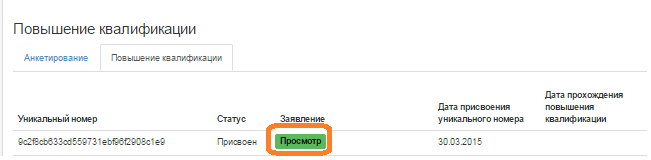 Повышение квалификации
Анкетирование Повышение квалификации
Уникальный номер Статус Заявление Дата присвоения уникального номера Дата прохождения повышения квалификации
9c2f8cb633cd559731ebf96f2908c1e9 Присвоен Просмотр 30.03.2015